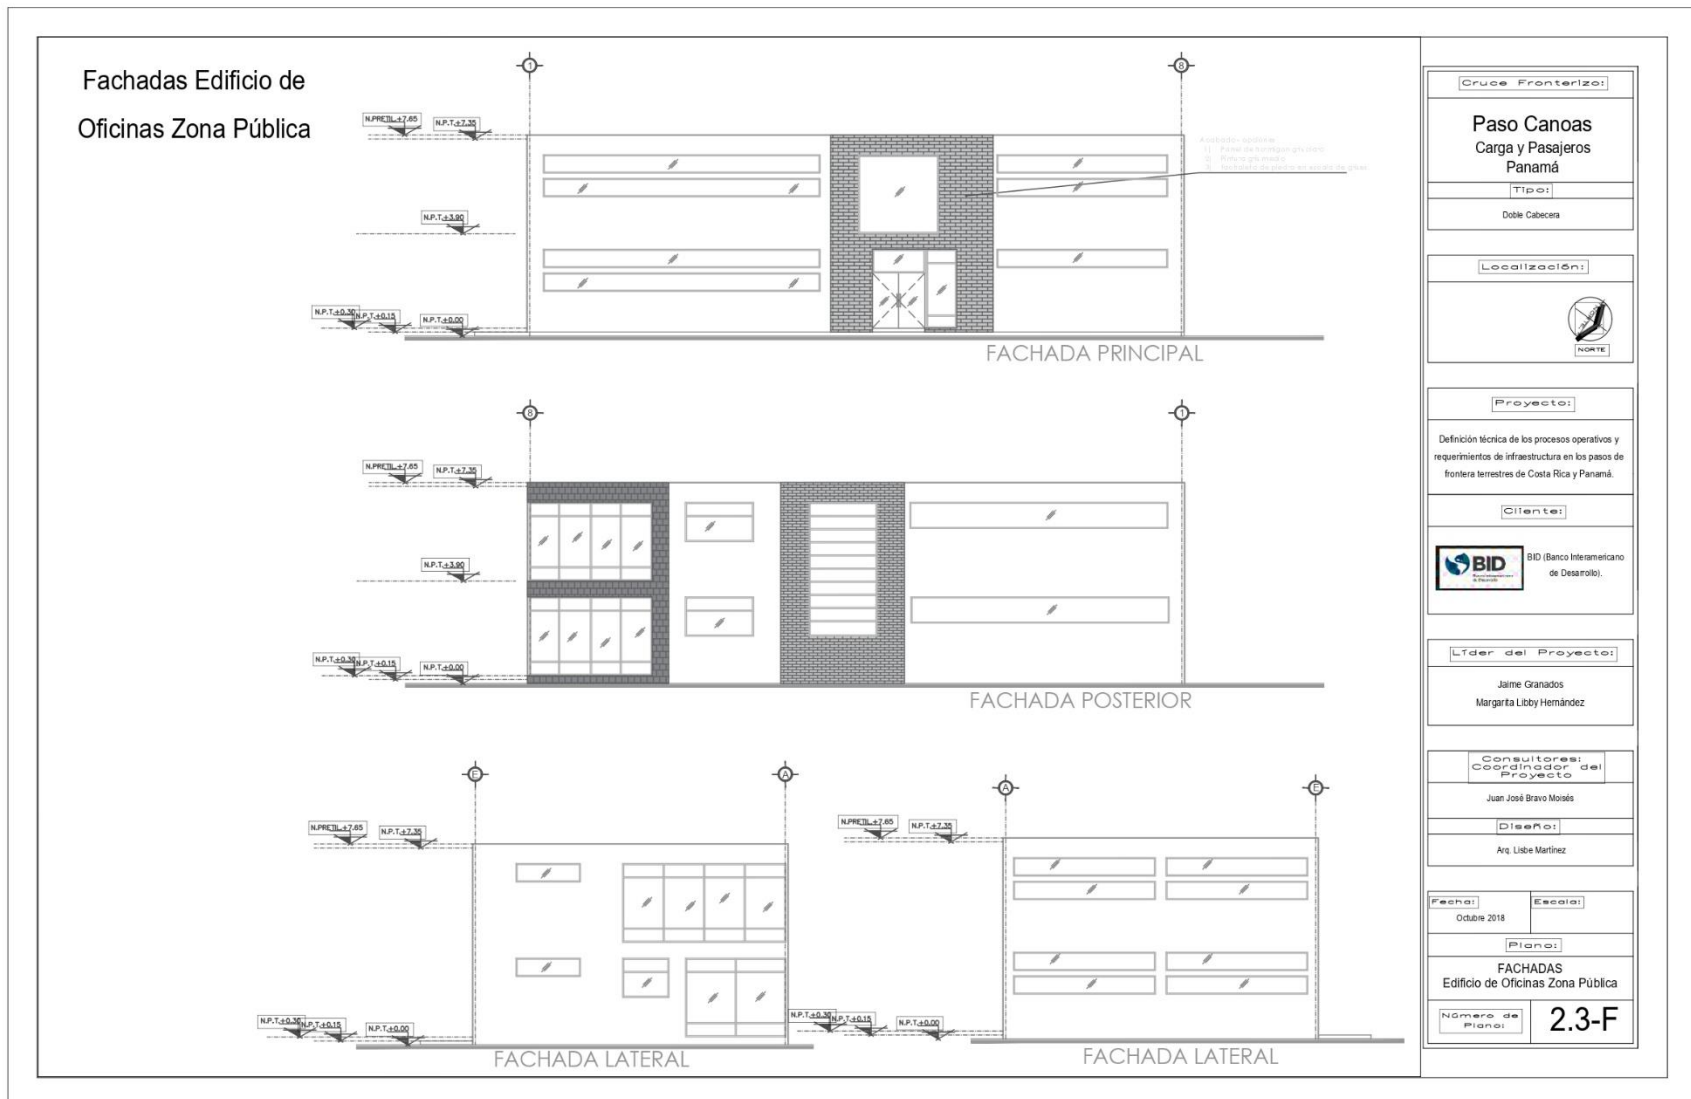 Fachadas Edificio de
Oficinas Zona Pública
1
8
N.PRETIL+7.65
N.P.T.+7.35
N.P.T.+3.90
N.P.T.+0.30
N.P.T.+0.15
N.P.T.+0.00
FACHADA PRINCIPAL
8
1
N.PRETIL+7.65
N.P.T.+7.35
N.P.T.+3.90
N.P.T.+0.30
N.P.T.+0.15
N.P.T.+0.00
FACHADA POSTERIOR
E
A
N.PRETIL+7.65
N.P.T.+7.35
N.P.T.+0.30
N.P.T.+0.15
N.P.T.+0.00
FACHADA LATERAL
A
E
N.PRETIL+7.65
N.P.T.+7.35
N.P.T.+0.30
N.P.T.+0.15
N.P.T.+0.00
FACHADA LATERAL
Cruce Fronterizo:
Paso Canoas
Carga y Pasajeros
Panamá
Tipo:
Doble Cabecera
Localización:
NORTE
Proyecto:
Definición técnica de los procesos operativos y
requerimientos de infraestructura en los pasos de
frontera terrestres de Costa Rica y Panamá.
Cliente:
BID
BID (Banco Interamericano
de Desarrollo).
Líder del Proyecto:
Jaime Granados
Margarita Libby Hernández
Consultores:
Coordinador del
Proyecto
Juan José Bravo Moisés
Diseño:
Arq. Lisbe Martínez
Fecha:
Octubre 2018
Escala:
Plano:
FACHADAS
Edificio de Oficinas Zona Pública
Número de
Plano:
2.3-F